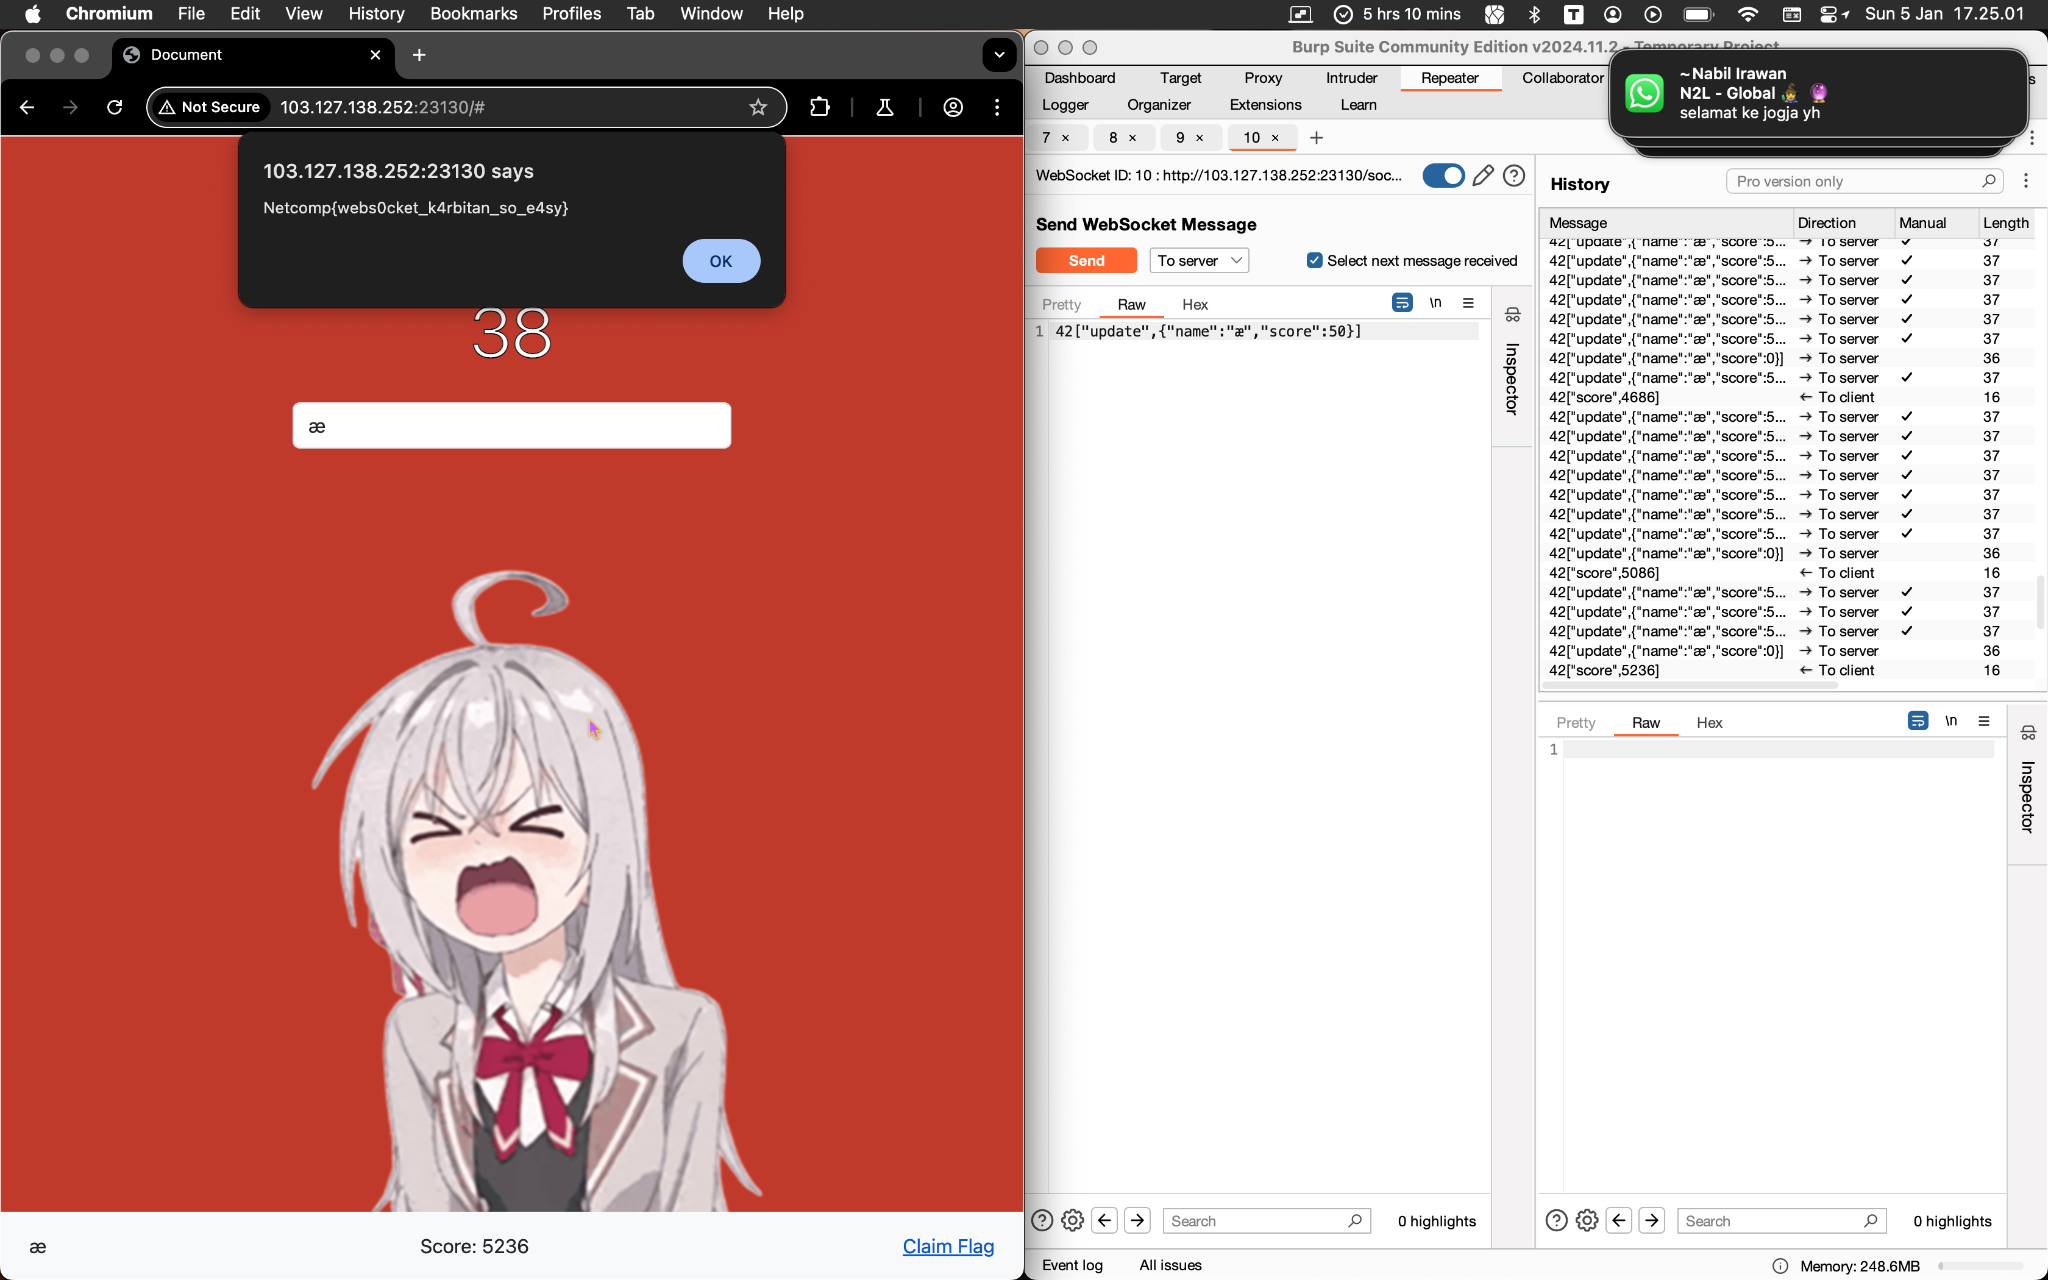 Chromium File Edit View History Bookmarks Profiles Tab Window Help
5 hrs 10 mins
Sun 5 Jan 17.25.01
Document
Not Secure 103.127.138.252:23130/#
103.127.138.252:23130 says
Netcomp{webs0cket_k4rbitan_so_e4sy}
OK
38
æ
æ
Score: 5236
Claim Flag
Burp Suite Community Edition v2024.11.2 - Temporary Project
~Nabil Irawan
N2L - Global
selamat ke jogja yh
Dashboard Target Proxy Intruder Repeater Collaborator
Logger Organizer Extensions Learn
7 × 8 × 9 × 10 × +
WebSocket ID: 10 : http://103.127.138.252:23130/soc...
Send WebSocket Message
Send To server Select next message received
Pretty Raw Hex \n
1 42["update",{"name":"æ","score":50}]
Inspector
Search 0 highlights
History
Pro version only
Message Direction Manual Length
42["update",{"name":"æ","score":5... → To server ✓ 37
42["update",{"name":"æ","score":5... → To server ✓ 37
42["update",{"name":"æ","score":5... → To server ✓ 37
42["update",{"name":"æ","score":5... → To server ✓ 37
42["update",{"name":"æ","score":5... → To server ✓ 37
42["update",{"name":"æ","score":5... → To server ✓ 37
42["update",{"name":"æ","score":0}] → To server 36
42["update",{"name":"æ","score":5... → To server ✓ 37
42["score",4686] ← To client 16
42["update",{"name":"æ","score":5... → To server ✓ 37
42["update",{"name":"æ","score":5... → To server ✓ 37
42["update",{"name":"æ","score":5... → To server ✓ 37
42["update",{"name":"æ","score":5... → To server ✓ 37
42["update",{"name":"æ","score":5... → To server ✓ 37
42["update",{"name":"æ","score":5... → To server ✓ 37
42["update",{"name":"æ","score":5... → To server ✓ 37
42["update",{"name":"æ","score":0}] → To server 36
42["score",5086] ← To client 16
42["update",{"name":"æ","score":5... → To server ✓ 37
42["update",{"name":"æ","score":5... → To server ✓ 37
42["update",{"name":"æ","score":5... → To server ✓ 37
42["update",{"name":"æ","score":0}] → To server 36
42["score",5236] ← To client 16
Pretty Raw Hex \n
1
Inspector
Search 0 highlights
Event log All issues
Memory: 248.6MB